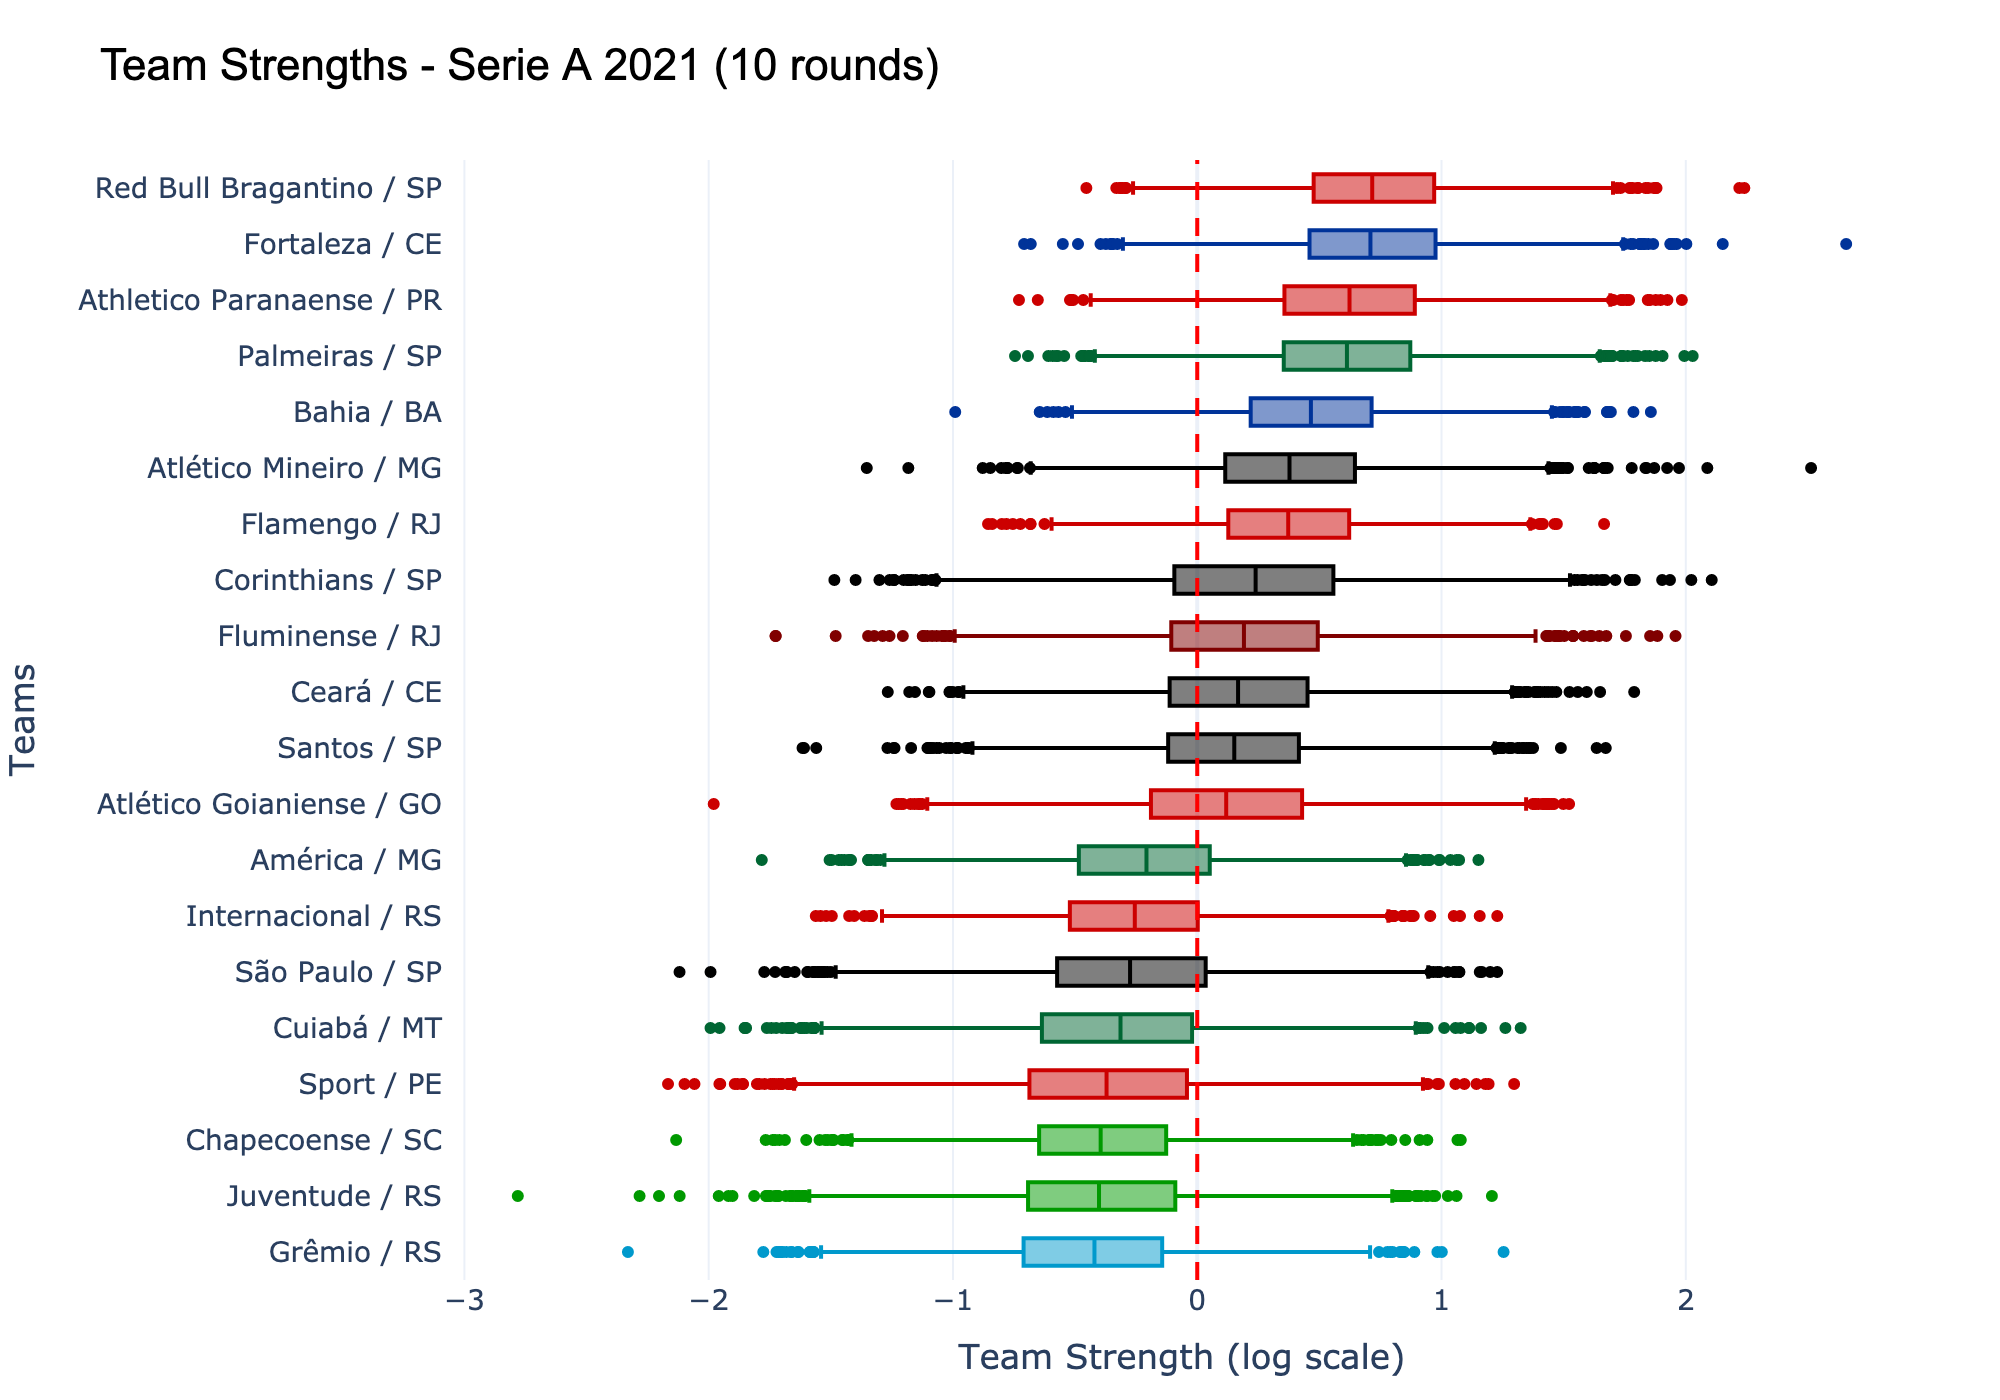 Team Strengths - Serie A 2021 (10 rounds)
Red Bull Bragantino / SP
Fortaleza / CE
Athletico Paranaense / PR
Palmeiras / SP
Bahia / BA
Atlético Mineiro / MG
Flamengo / RJ
Corinthians / SP
Fluminense / RJ
Ceará / CE
Santos / SP
Atlético Goianiense / GO
América / MG
Internacional / RS
São Paulo / SP
Cuiabá / MT
Sport / PE
Chapecoense / SC
Juventude / RS
Grêmio / RS
Teams
−3 −2 −1 0 1 2
Team Strength (log scale)